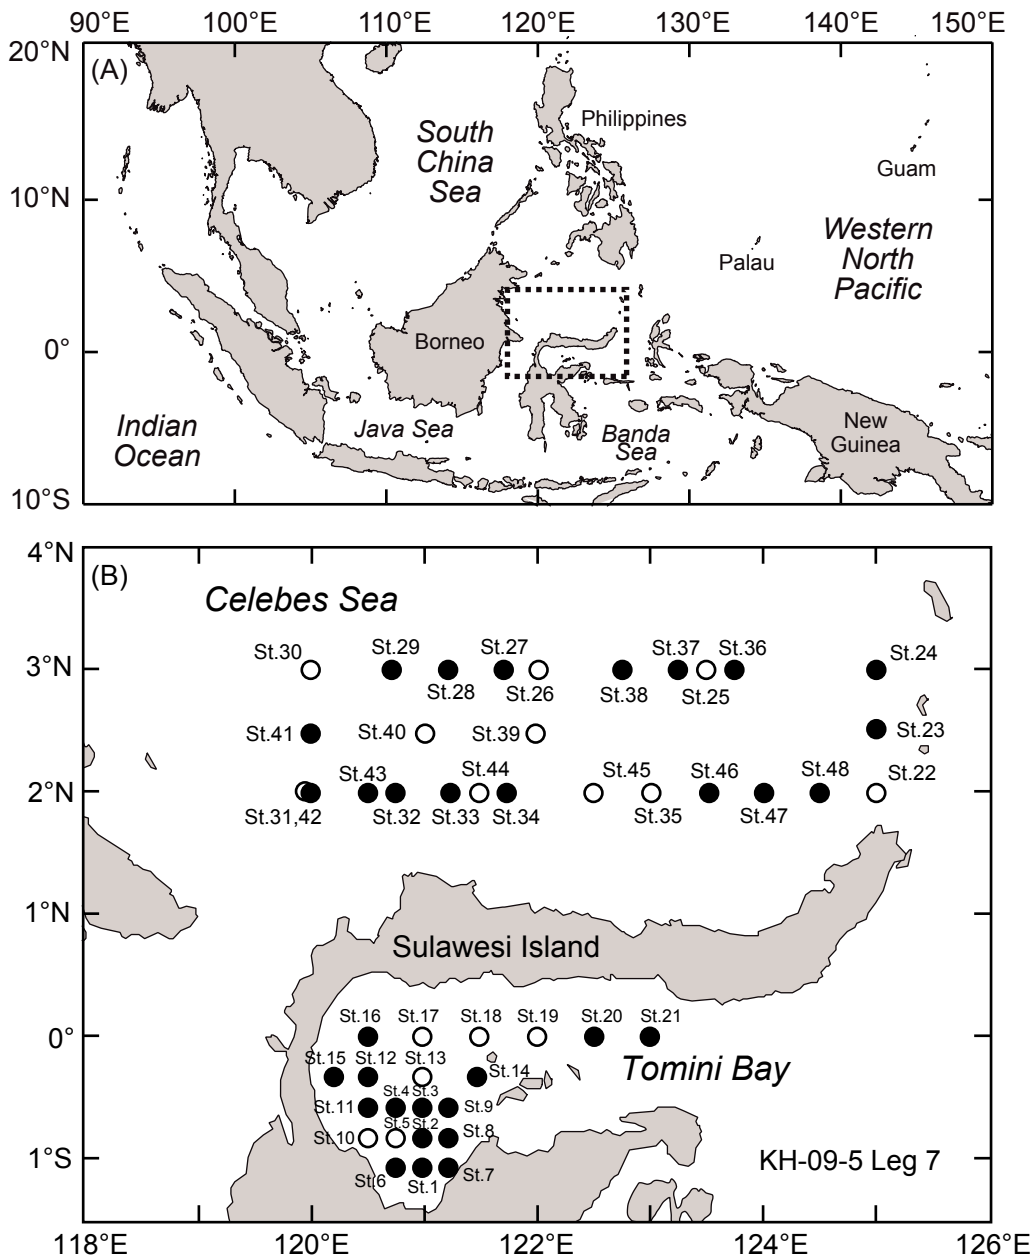 90°E 100°E 110°E 120°E 130°E 140°E 150°E
20°N
(A)
Philippines
South
China
Sea
Guam
10°N
Western
North
Pacific
Palau
Borneo
0°
Indian
Ocean
Java Sea
Banda
Sea
New
Guinea
10°S
4°N
(B)
Celebes Sea
St.30 St.29 St.27 St.37 St.36 St.24
3°N
St.28 St.26 St.38 St.25
St.41 St.40 St.39 St.23
St.43 St.44 St.45 St.46 St.48 St.22
2°N
St.31,42 St.32 St.33 St.34 St.35 St.47
1°N
Sulawesi Island
St.16 St.17 St.18 St.19 St.20 St.21
0°
St.15 St.12 St.13 St.14
Tomini Bay
St.4 St.3
St.11 St.9
St.5 St.2
St.10 St.8
1°S
St.6 St.1 St.7
KH-09-5 Leg 7
118°E 120°E 122°E 124°E 126°E